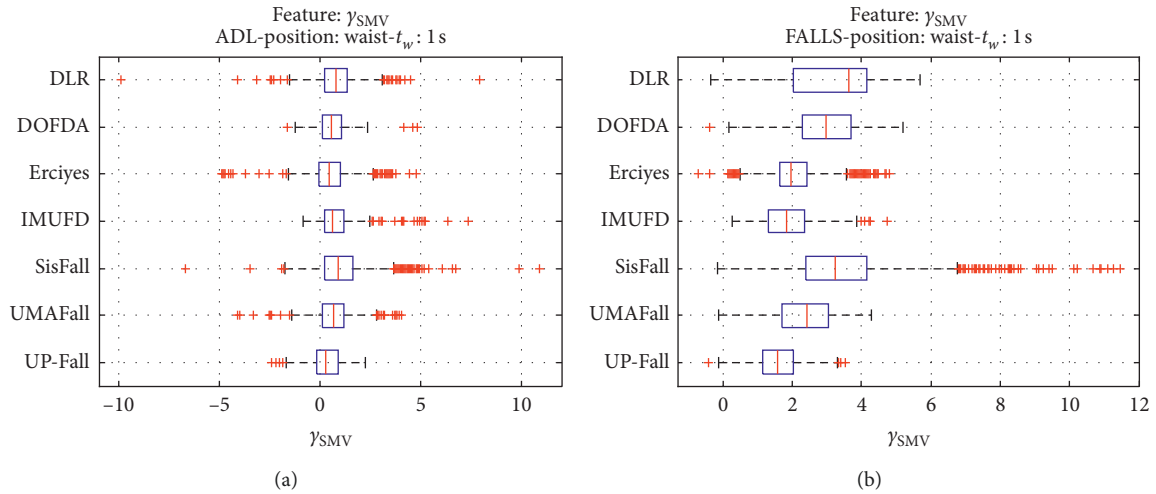 Feature: γSMV
ADL-position: waist-tw: 1 s
DLR
DOFDA
Erciyes
IMUFD
SisFall
UMAFall
UP-Fall
−10 −5 0 5 10
γSMV
(a)
Feature: γSMV
FALLS-position: waist-tw: 1 s
DLR
DOFDA
Erciyes
IMUFD
SisFall
UMAFall
UP-Fall
0 2 4 6 8 10 12
γSMV
(b)